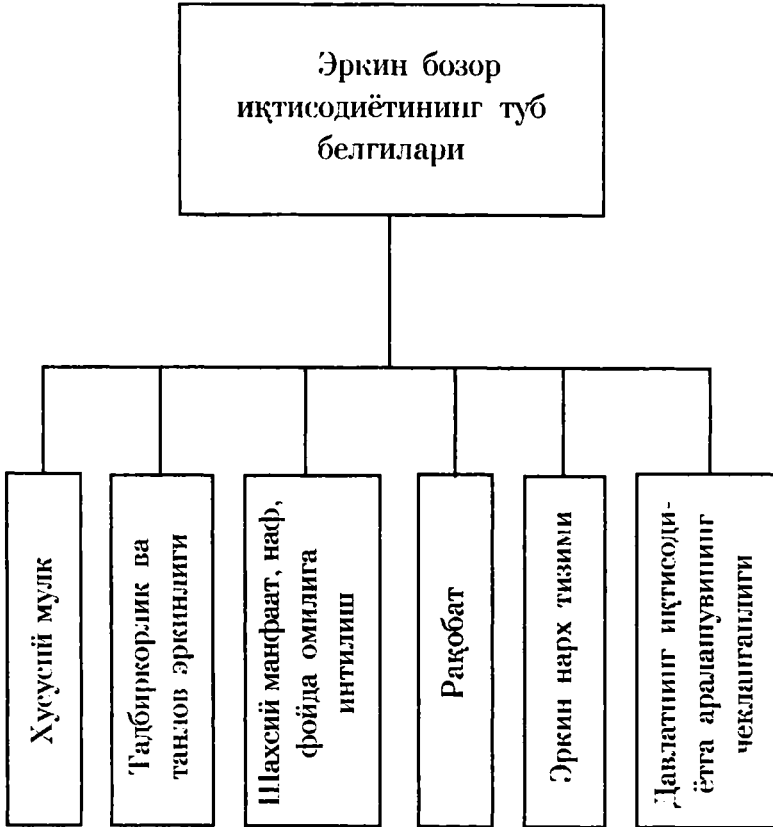 Эркин бозор
иқтисодиётининг туб
белгилари
Хусусий мулк
Тадбиркорлик ва
танлов эркинлиги
Шахсий манфаат, наф,
фойда омилига
интилиш
Рақобат
Эркин нарх тизими
Давлатнинг иқтисоди-
ётга аралашувининг
чекланганлиги